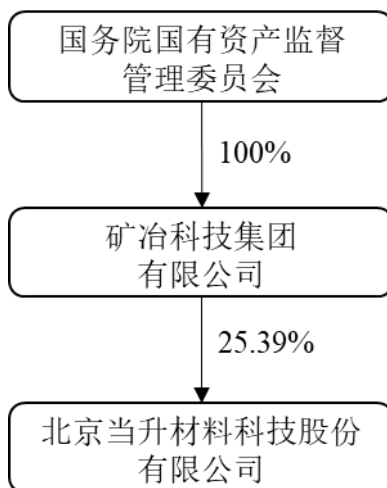 国务院国有资产监督
管理委员会
100%
矿冶科技集团
有限公司
25.39%
北京当升材料科技股份
有限公司